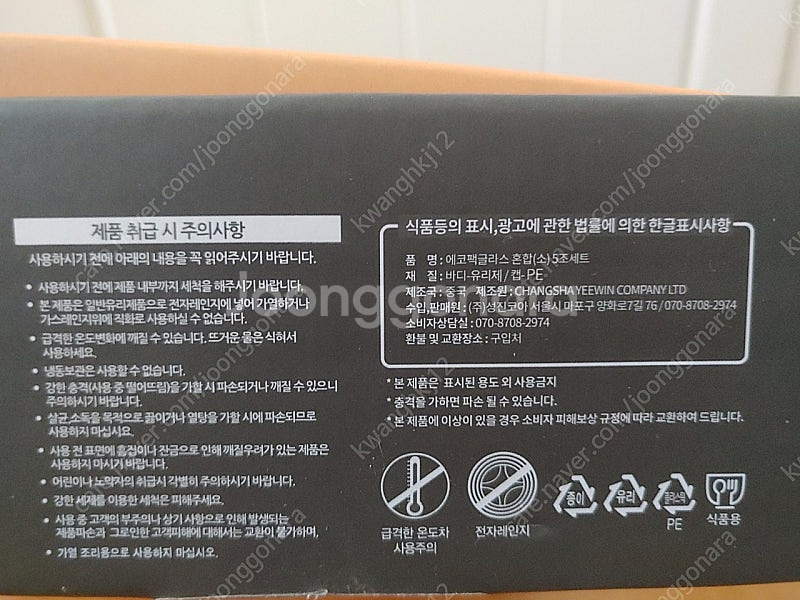 제품 취급 시 주의사항
사용하시기 전에 아래의 내용을 꼭 읽어주시기 바랍니다.
• 사용하시기 전에 제품 내부까지 세척을 해주시기 바랍니다.
• 본 제품은 일반유리제품으로 전자레인지에 넣어 가열하거나
가스레인지위에 직화로 사용하실 수 없습니다.
• 급격한 온도변화에 깨질 수 있습니다. 뜨거운 물은 식혀서
사용하세요.
• 냉동보관은 사용할 수 없습니다.
• 강한 충격(사용 중 떨어뜨림)을 가할 시 파손되거나 깨질 수 있으니
주의하시기 바랍니다.
• 살균,소독을 목적으로 끓이거나 열탕을 가할 시에 파손되므로
사용하지 마십시요.
• 사용 전 표면에 흠집이나 잔금으로 인해 깨질우려가 있는 제품은
사용하지 마시기 바랍니다.
• 어린이나 노약자의 취급시 각별히 주의하시기 바랍니다.
• 강한 세제를 이용한 세척은 피해주세요.
• 사용 중 고객의 부주의나 상기 사항으로 인해 발생되는
제품파손과 그로인한 고객피해에 대해서는 교환이 불가하며,
• 가열 조리용으로 사용하지 마십시오.
식품등의 표시,광고에 관한 법률에 의한 한글표시사항
품 명 : 에코팩글라스 혼합(소) 5조세트
재 질 : 바디-유리제 / 캡-PE
제조국 : 중국 제조원 : CHANGSHA YEEWIN COMPANY LTD
수입,판매원 : (주)성진코아 서울시 마포구 양화로7길 76 / 070-8708-2974
소비자상담실 : 070-8708-2974
환불 및 교환장소 : 구입처
* 본 제품은 표시된 용도 외 사용금지
* 충격을 가하면 파손 될 수 있습니다.
* 본 제품에 이상이 있을 경우 소비자 피해보상 규정에 따라 교환하여 드립니다.
급격한 온도차
사용주의
전자레인지
종이
유리
플라스틱
PE
식품용
joonggonara
kwanghkj12
cafe.naver.com/joonggonara